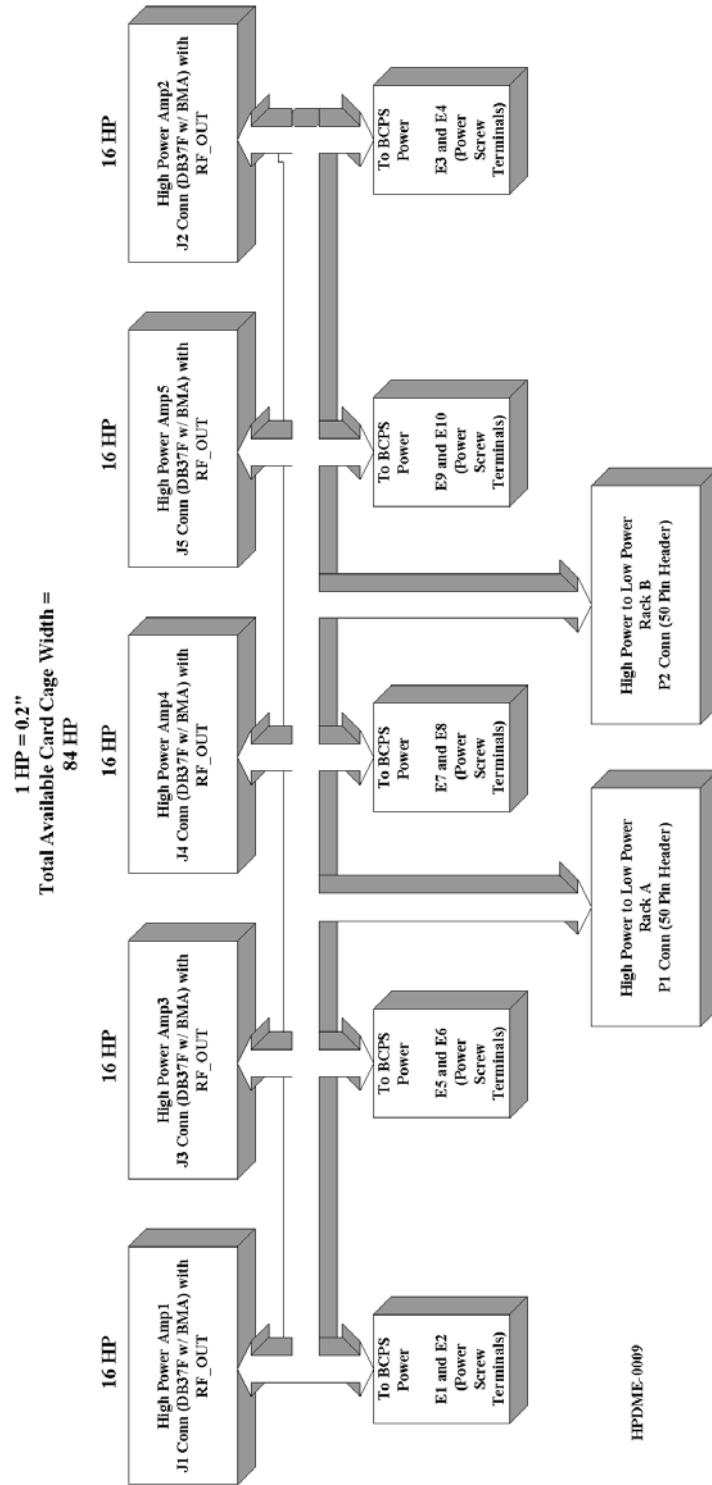 1 HP = 0.2"
Total Available Card Cage Width =
84 HP
16 HP
16 HP
16 HP
16 HP
16 HP
High Power Amp1
J1 Conn (DB37F w/ BMA) with
RF_OUT
High Power Amp3
J3 Conn (DB37F w/ BMA) with
RF_OUT
High Power Amp4
J4 Conn (DB37F w/ BMA) with
RF_OUT
High Power Amp5
J5 Conn (DB37F w/ BMA) with
RF_OUT
High Power Amp2
J2 Conn (DB37F w/ BMA) with
RF_OUT
To BCPS
Power
E1 and E2
(Power
Screw
Terminals)
To BCPS
Power
E5 and E6
(Power
Screw
Terminals)
To BCPS
Power
E7 and E8
(Power
Screw
Terminals)
To BCPS
Power
E9 and E10
(Power
Screw
Terminals)
To BCPS
Power
E3 and E4
(Power
Screw
Terminals)
High Power to Low Power
Rack A
P1 Conn (50 Pin Header)
High Power to Low Power
Rack B
P2 Conn (50 Pin Header)
HPDME-0009